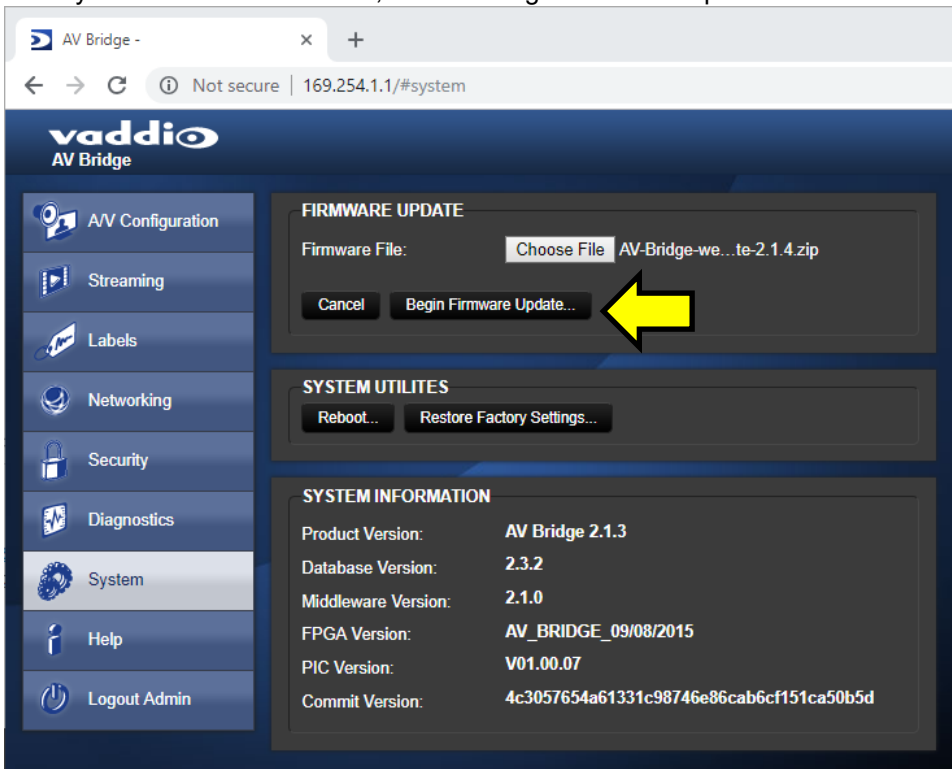 AV Bridge -
Not secure | 169.254.1.1/#system
vaddio
AV Bridge
A/V Configuration
Streaming
Labels
Networking
Security
Diagnostics
System
Help
Logout Admin
FIRMWARE UPDATE
Firmware File: Choose File AV-Bridge-we...te-2.1.4.zip
Cancel Begin Firmware Update...
SYSTEM UTILITES
Reboot... Restore Factory Settings...
SYSTEM INFORMATION
Product Version: AV Bridge 2.1.3
Database Version: 2.3.2
Middleware Version: 2.1.0
FPGA Version: AV_BRIDGE_09/08/2015
PIC Version: V01.00.07
Commit Version: 4c3057654a61331c98746e86cab6cf151ca50b5d